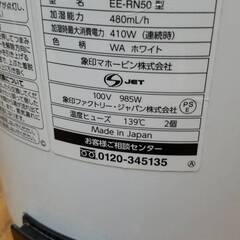 EE-RN50 型
加湿能力 480mL/h
加湿時最大消費電力 410W (連続時)
色柄 WA ホワイト
象印マホービン株式会社
S JET
100V 985W
PS E
象印ファクトリー・ジャパン株式会社
温度ヒューズ 139℃ 2個
Made in Japan Ⓐ
お客様ご相談センター
0120-345135